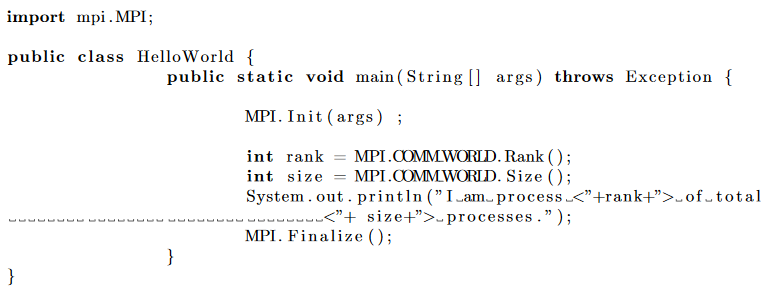 import mpi.MPI;
public class HelloWorld {
public static void main(String[] args) throws Exception {
MPI.Init(args) ;
int rank = MPI.COMM_WORLD.Rank();
int size = MPI.COMM_WORLD.Size();
System.out.println("I␣am␣process␣<"+rank+">␣of␣total
␣␣␣␣␣␣␣␣␣␣␣␣␣␣␣␣␣␣␣␣␣␣␣␣␣␣␣␣␣␣␣␣<"+ size+">␣processes.");
MPI.Finalize();
}
}